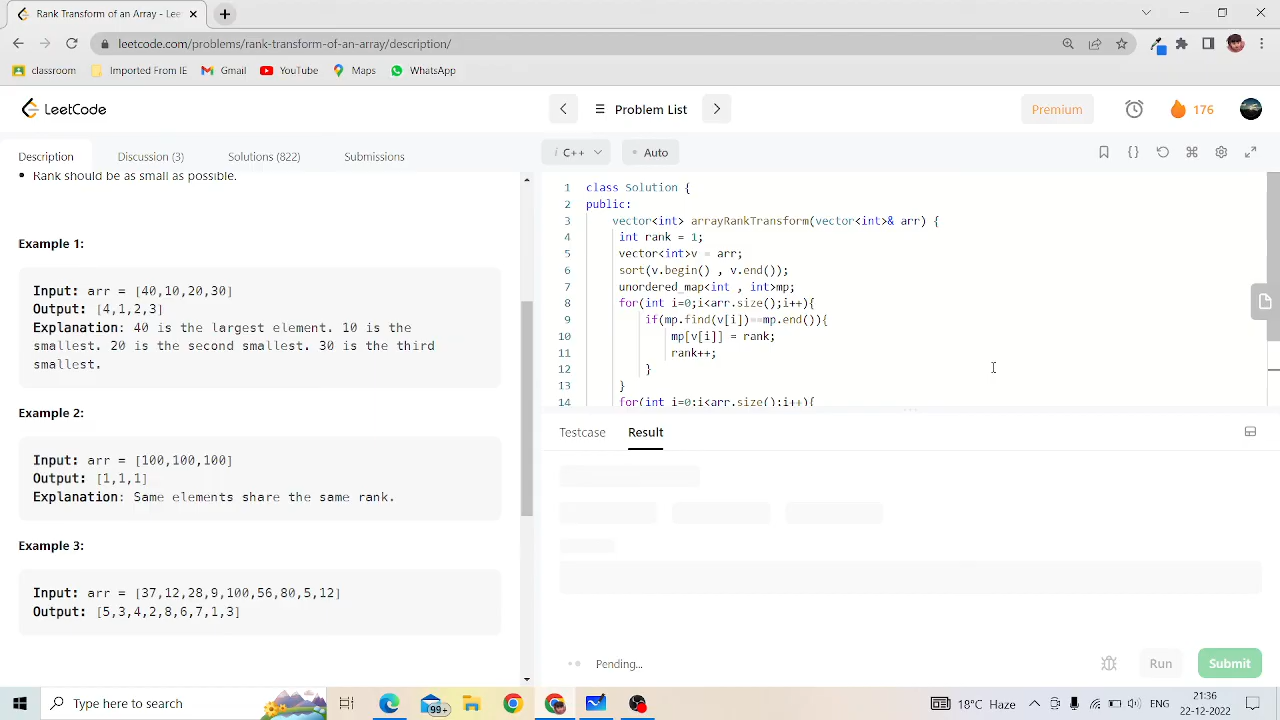 Rank Transform of an Array - Lee
leetcode.com/problems/rank-transform-of-an-array/description/
classroom
Imported From IE
Gmail
YouTube
Maps
WhatsApp
LeetCode
Problem List
Premium
176
Description
Discussion (3)
Solutions (822)
Submissions
i C++
Auto
• Rank should be as small as possible.
Example 1:
Input: arr = [40,10,20,30]
Output: [4,1,2,3]
Explanation: 40 is the largest element. 10 is the
smallest. 20 is the second smallest. 30 is the third
smallest.
Example 2:
Input: arr = [100,100,100]
Output: [1,1,1]
Explanation: Same elements share the same rank.
Example 3:
Input: arr = [37,12,28,9,100,56,80,5,12]
Output: [5,3,4,2,8,6,7,1,3]
1 class Solution {
2 public:
3 vector<int> arrayRankTransform(vector<int>& arr) {
4 int rank = 1;
5 vector<int>v = arr;
6 sort(v.begin() , v.end());
7 unordered_map<int , int>mp;
8 for(int i=0;i<arr.size();i++){
9 if(mp.find(v[i])==mp.end()){
10 mp[v[i]] = rank;
11 rank++;
12 }
13 }
14 for(int i=0;i<arr.size();i++){
Testcase
Result
Pending...
Run
Submit
Type here to search
99+
18°C Haze
ENG
21:36
22-12-2022